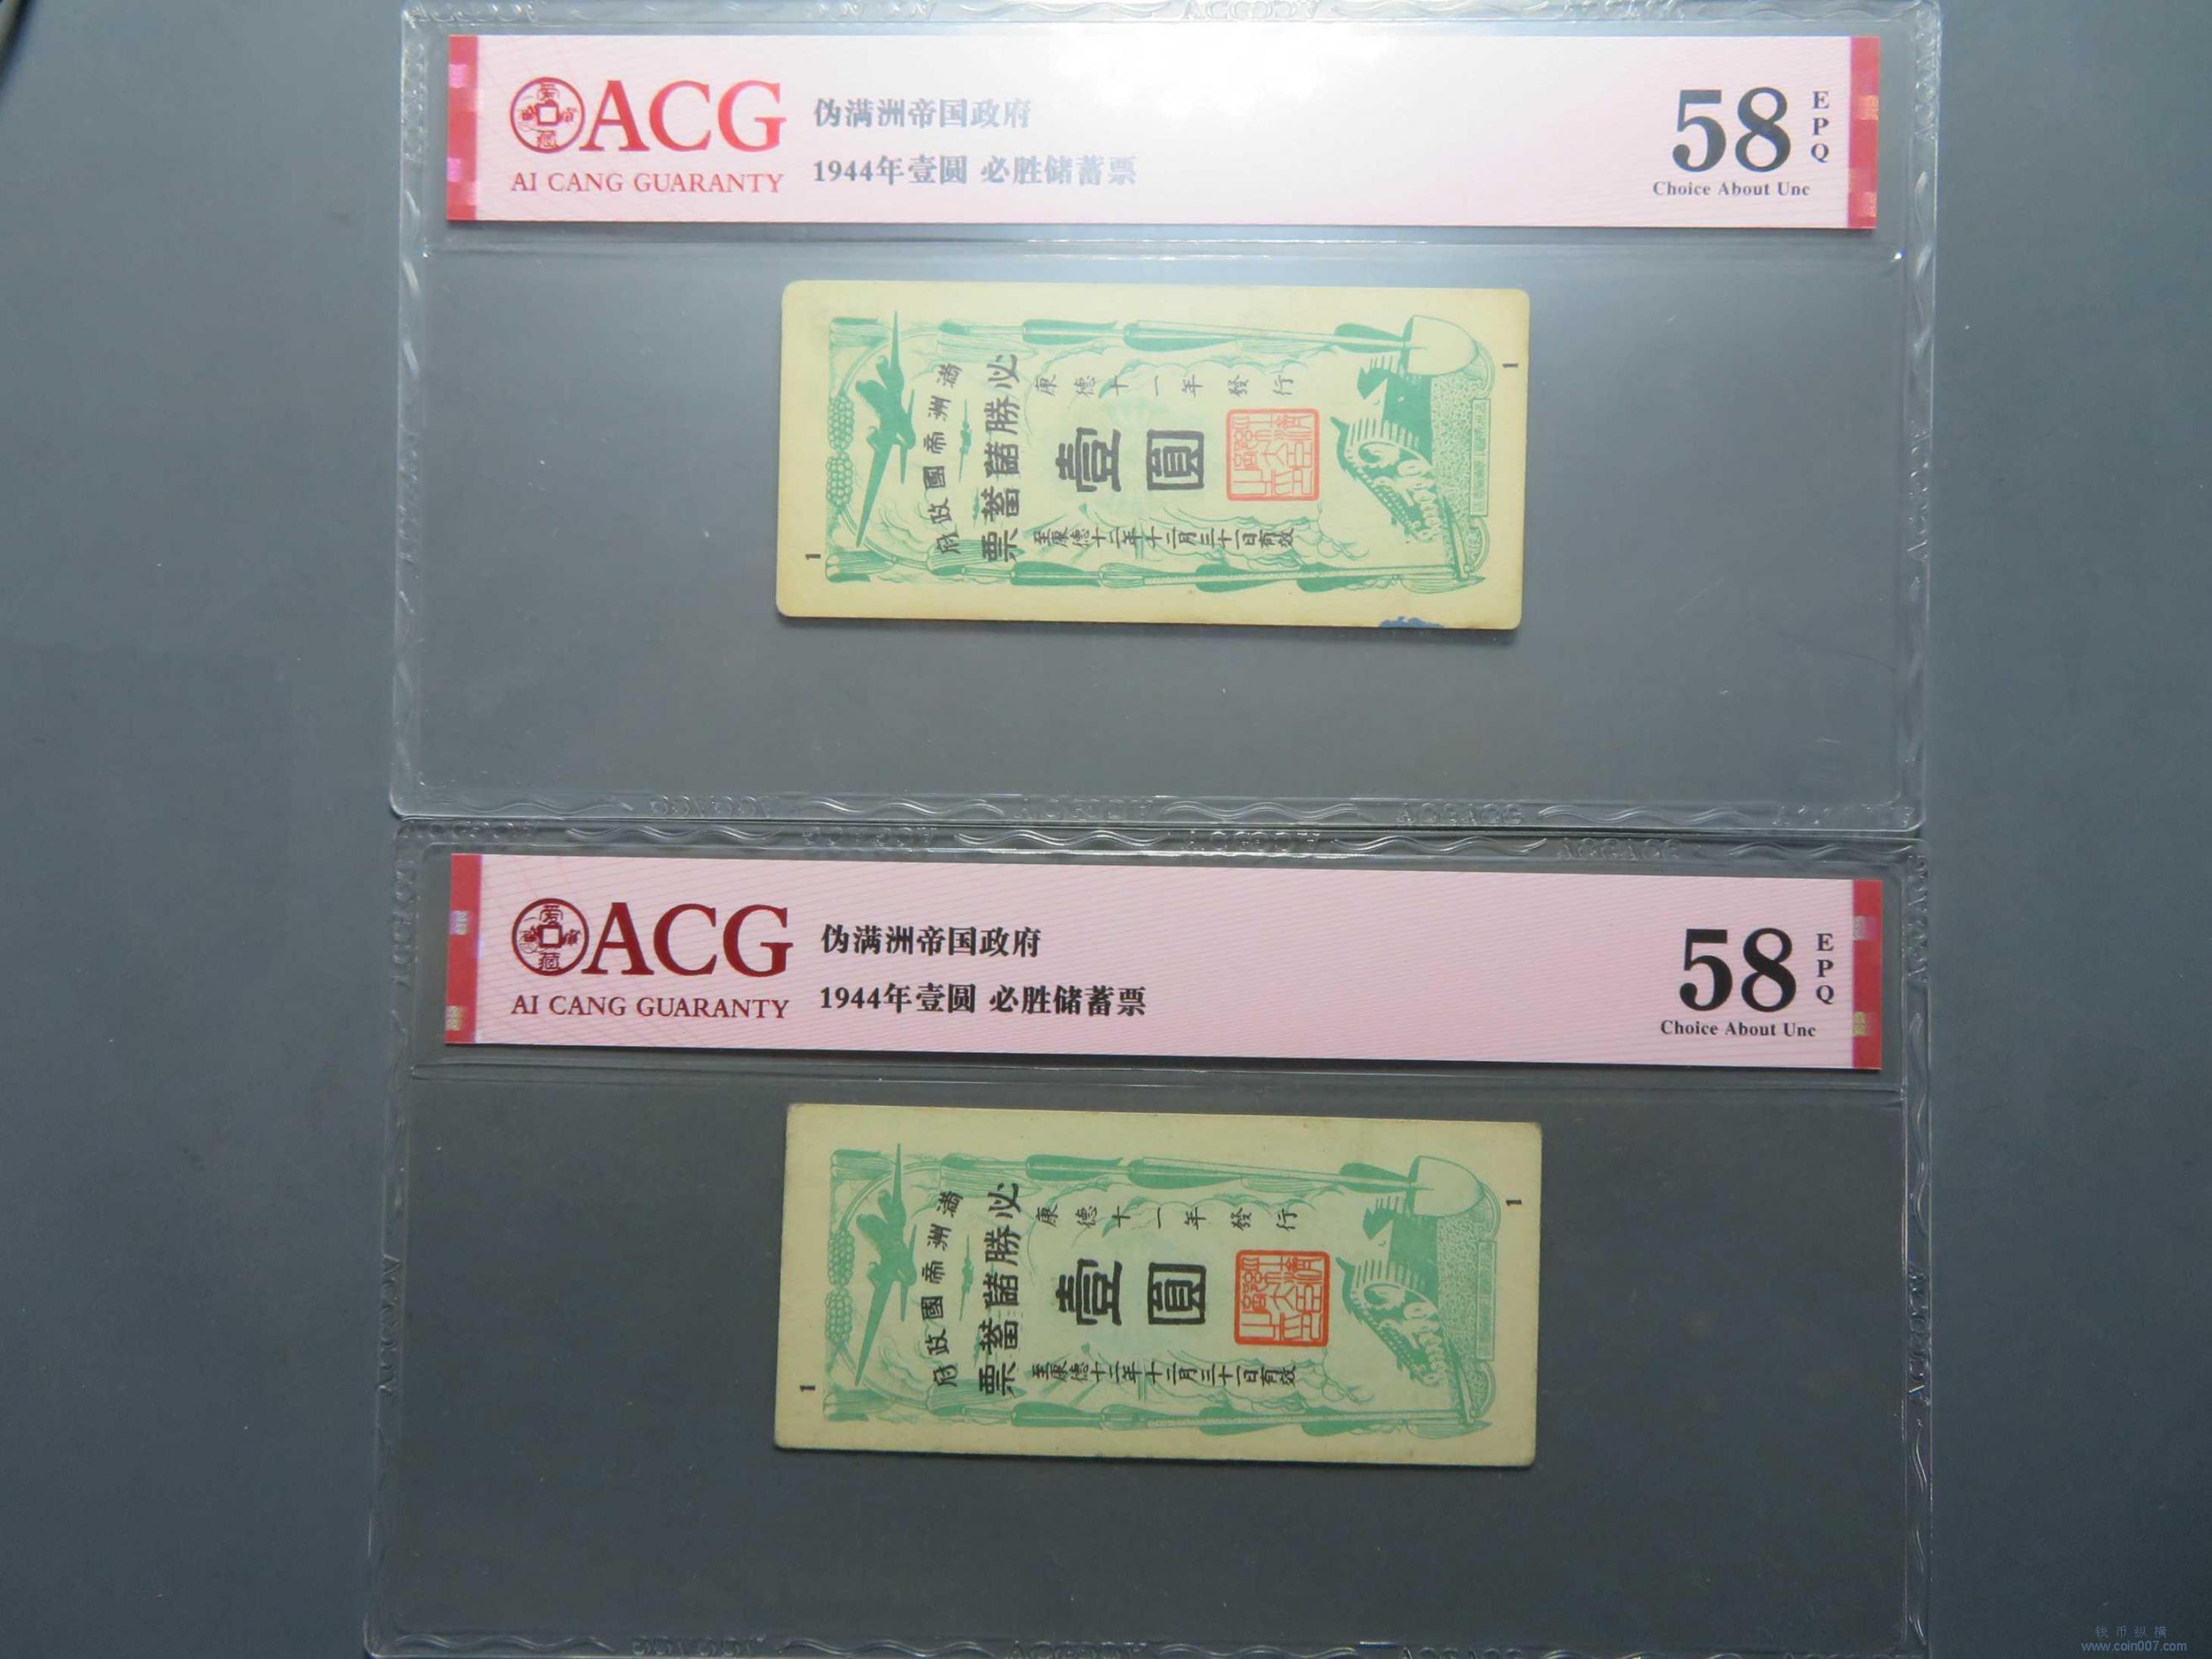 ACG
AI CANG GUARANTY
伪满洲帝国政府
1944年壹圆 必胜储蓄票
58
EPQ
Choice About Unc
康德十一年發行
必勝儲蓄票
滿洲帝國政府
壹圓
至康德十二年十二月三十一日有效
1
1
ACG
AI CANG GUARANTY
伪满洲帝国政府
1944年壹圆 必胜储蓄票
58
EPQ
Choice About Unc
康德十一年發行
必勝儲蓄票
滿洲帝國政府
壹圓
至康德十二年十二月三十一日有效
1
1
钱币纵横
www.coin007.com